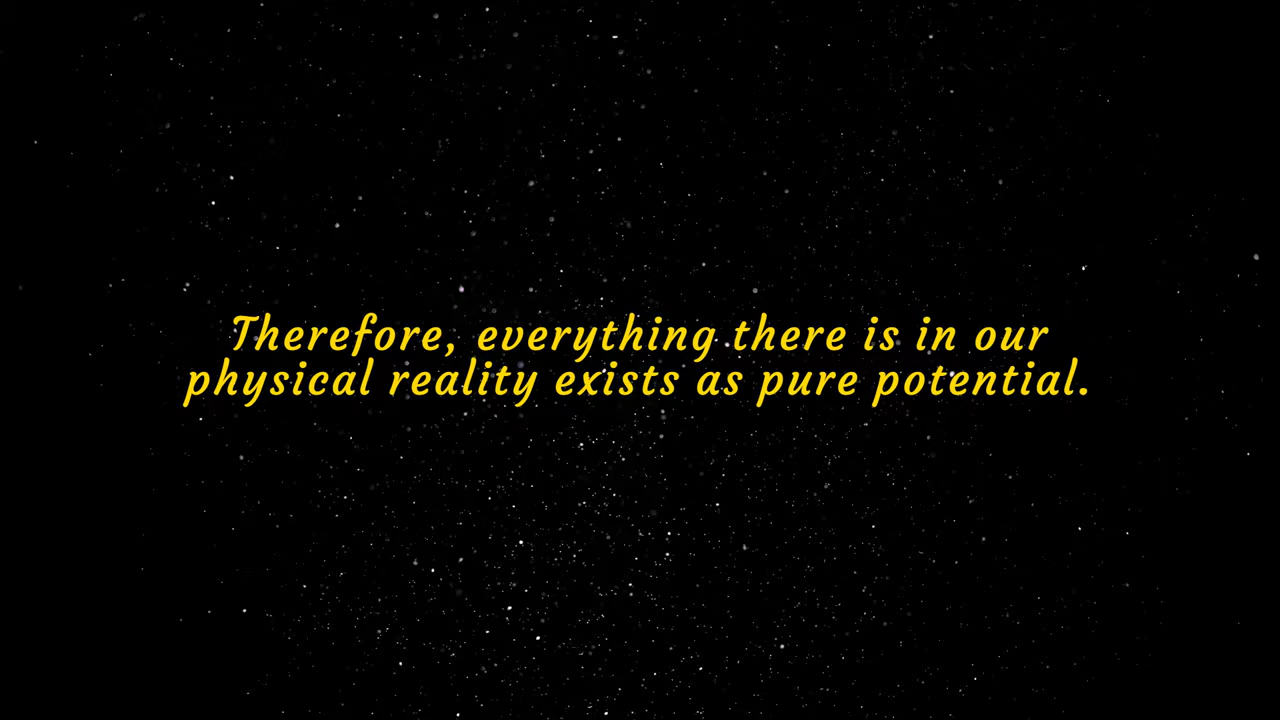 Therefore, everything there is in our
physical reality exists as pure potential.